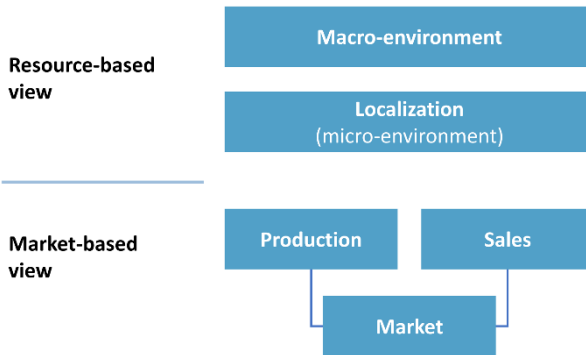 Macro-environment
Resource-based
view
Localization
(micro-environment)
Production
Sales
Market-based
view
Market